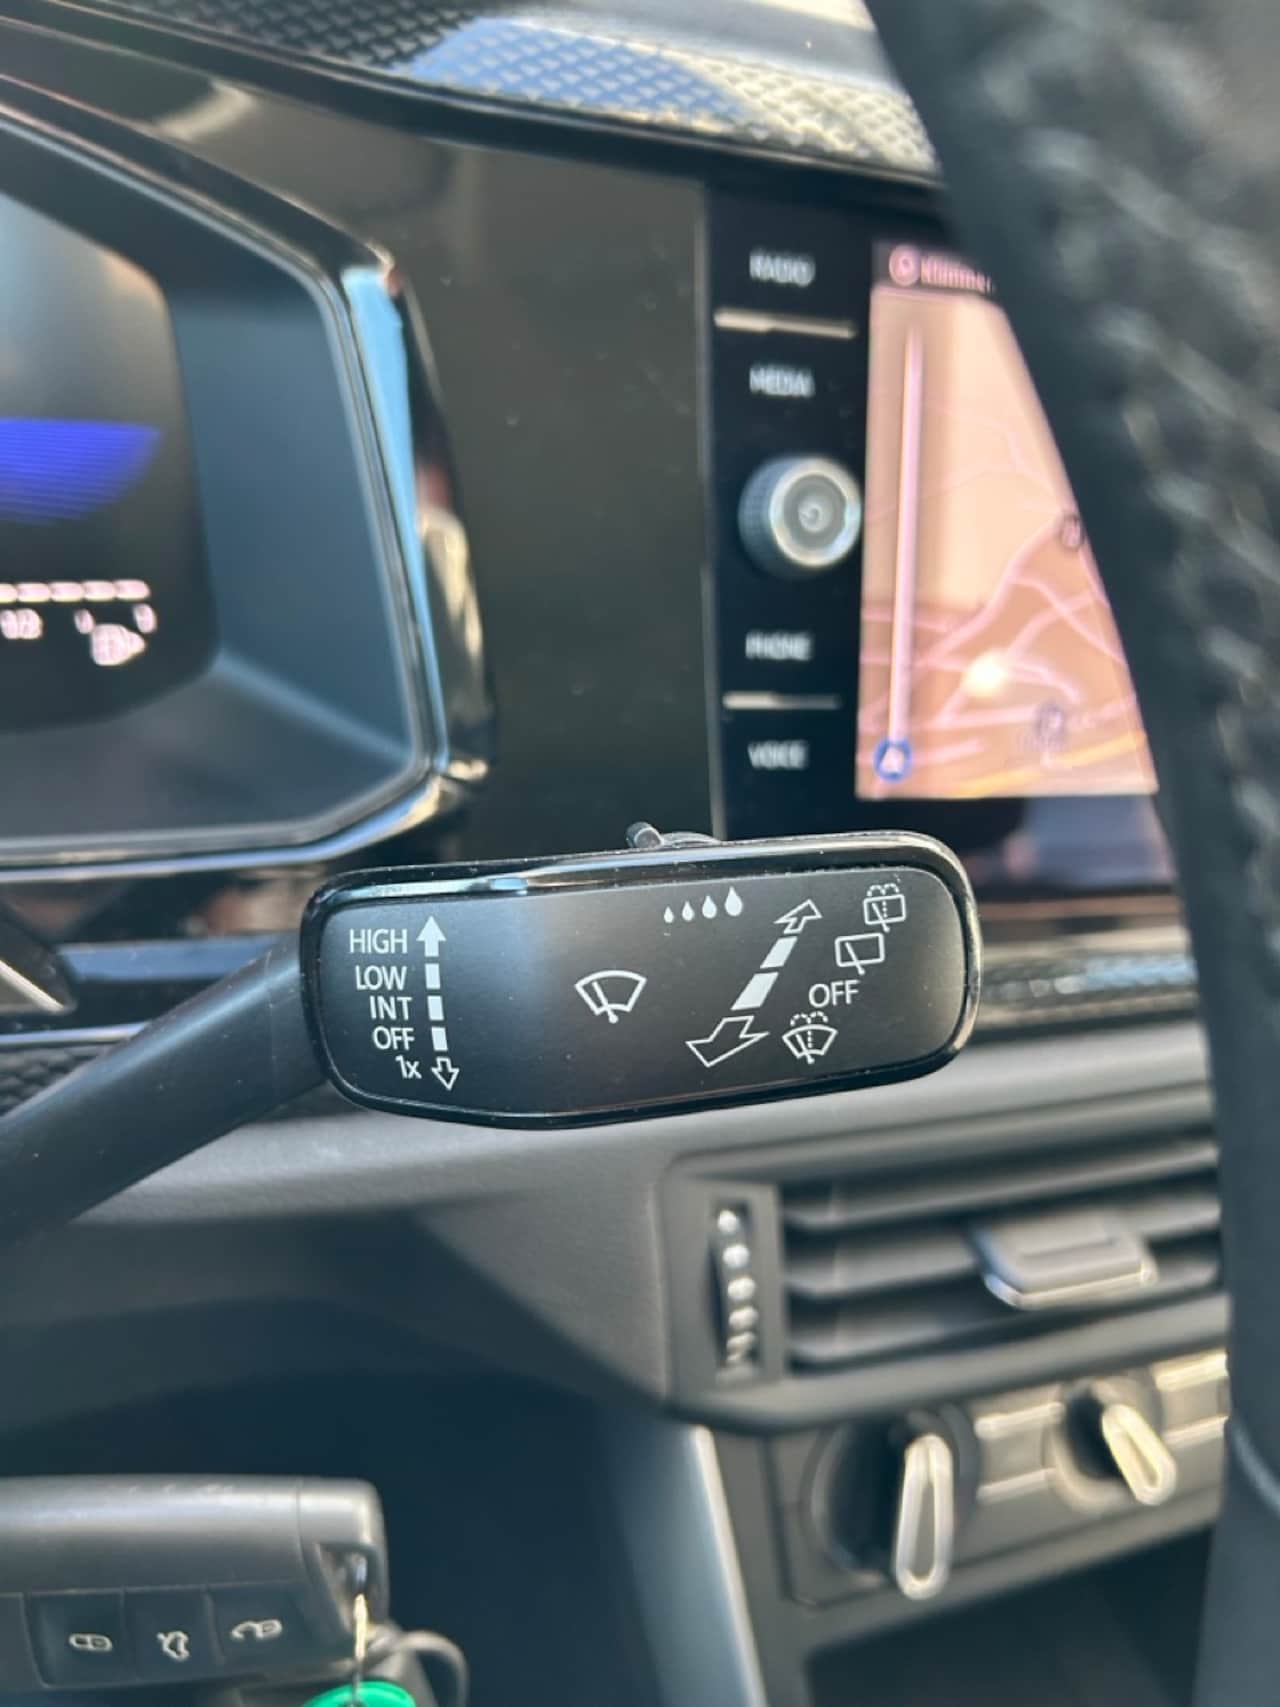 RADIO
MEDIA
PHONE
VOICE
HIGH
LOW
INT
OFF
1x
OFF